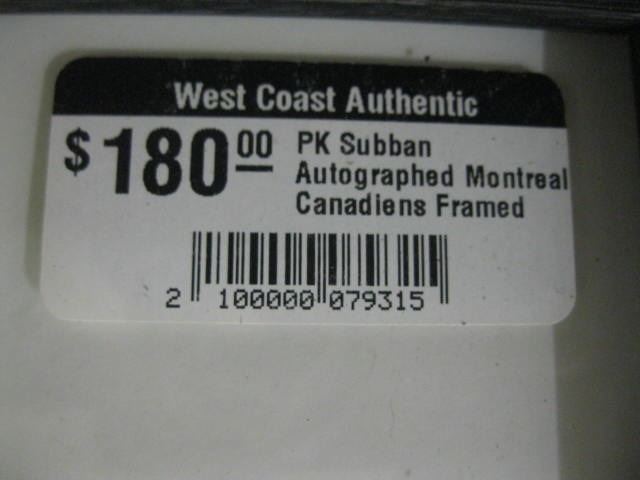 West Coast Authentic
$180.00 PK Subban
Autographed Montreal
Canadiens Framed
2 100000 079315